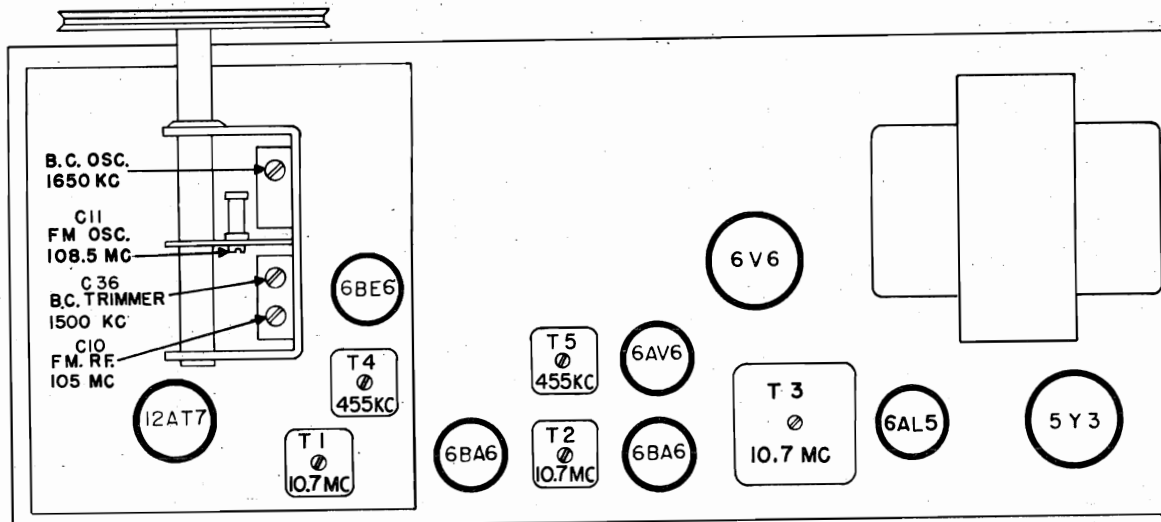 B.C. OSC.
1650 KC
C11
FM OSC.
108.5 MC
C36
B.C. TRIMMER
1500 KC
C10
FM. RF.
105 MC
12AT7
6BE6
T4
455KC
T1
10.7MC
6BA6
T5
455KC
T2
10.7MC
6AV6
6BA6
6V6
T3
10.7 MC
6AL5
5Y3